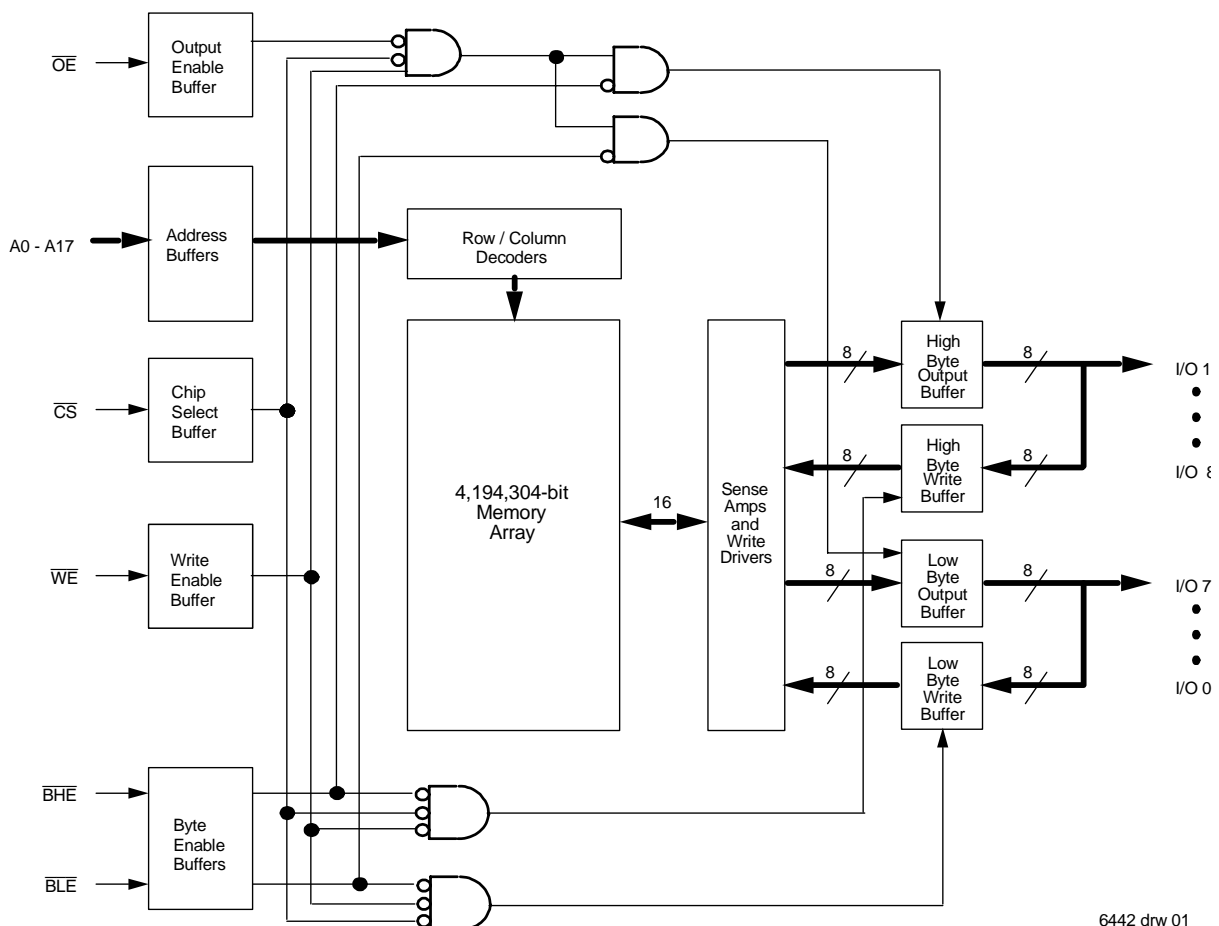 OE
Output
Enable
Buffer
A0 - A17
Address
Buffers
Row / Column
Decoders
CS
Chip
Select
Buffer
WE
Write
Enable
Buffer
4,194,304-bit
Memory
Array
16
Sense
Amps
and
Write
Drivers
8
High
Byte
Output
Buffer
8
I/O 1
8
High
Byte
Write
Buffer
8
I/O 8
8
Low
Byte
Output
Buffer
8
I/O 7
8
Low
Byte
Write
Buffer
8
I/O 0
BHE
Byte
Enable
Buffers
BLE
6442 drw 01